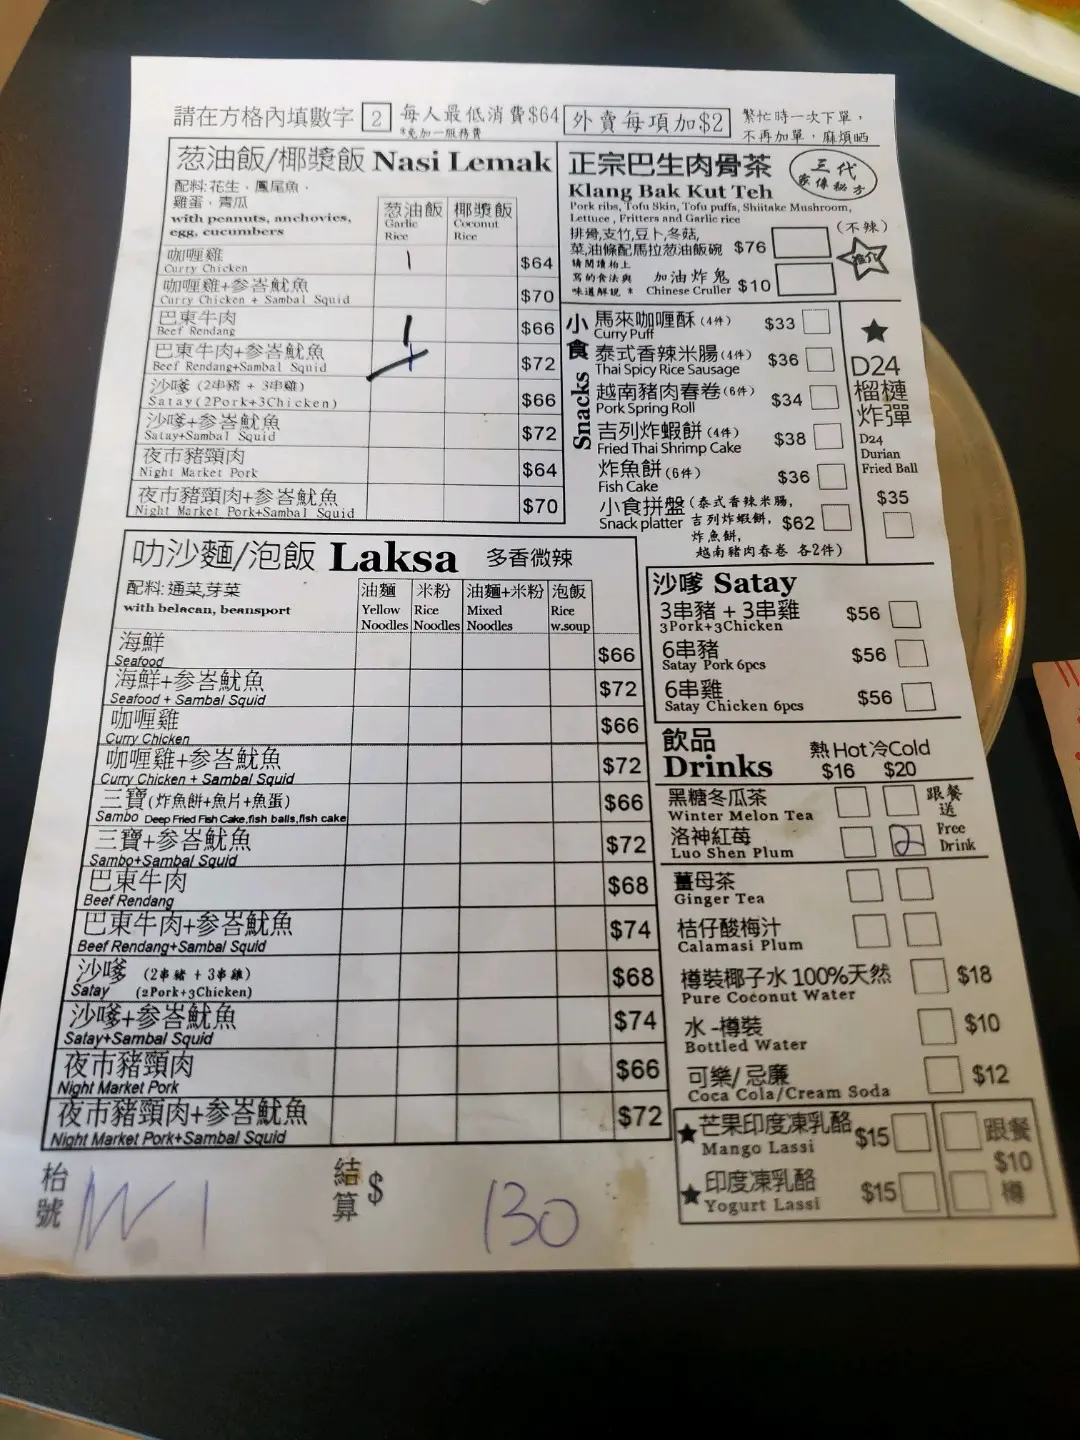 請在方格內填數字 2 每人最低消費$64 外賣每項加$2 繁忙時一次下單，
*免加一服務費 不再加單，麻煩晒
葱油飯/椰漿飯 Nasi Lemak
配料:花生，鳳尾魚，
雞蛋，青瓜
with peanuts, anchovies,
egg, cucumbers
葱油飯 椰漿飯
Garlic Coconut
Rice Rice
咖喱雞 1 $64
Curry Chicken
咖喱雞+參峇魷魚 $70
Curry Chicken + Sambal Squid
巴東牛肉 1 $66
Beef Rendang
巴東牛肉+參峇魷魚 $72
Beef Rendang+Sambal Squid
沙嗲 (2串豬 + 3串雞) $66
Satay(2Pork+3Chicken)
沙嗲+參峇魷魚 $72
Satay+Sambal Squid
夜市豬頸肉 $64
Night Market Pork
夜市豬頸肉+參峇魷魚 $70
Night Market Pork+Sambal Squid
正宗巴生肉骨茶 三代
家傳秘方
Klang Bak Kut Teh
Pork ribs, Tofu Skin, Tofu puffs, Shiitake Mushroom,
Lettuce , Fritters and Garlic rice
排骨,支竹,豆卜,冬菇, (不辣)
菜,油條配馬拉葱油飯碗 $76 推介
請閱讀枱上
寫的食法與 加油炸鬼
味道解說 * Chinese Cruller $10
小食 Snacks
馬來咖喱酥 (4件) $33
Curry Puff
泰式香辣米腸 (4件) $36
Thai Spicy Rice Sausage
越南豬肉春卷 (6件) $34
Pork Spring Roll
吉列炸蝦餅 (4件) $38
Fried Thai Shrimp Cake
炸魚餅 (6件) $36
Fish Cake
小食拼盤 (泰式香辣米腸,
Snack platter 吉列炸蝦餅, $62
炸魚餅,
越南豬肉春卷 各2件)
★
D24
榴槤
炸彈
D24
Durian
Fried Ball
$35
叻沙麵/泡飯 Laksa 多香微辣
配料:通菜,芽菜
with belacan, beansport
油麵 米粉 油麵+米粉 泡飯
Yellow Rice Mixed Rice
Noodles Noodles Noodles w.soup
海鮮 $66
Seafood
海鮮+參峇魷魚 $72
Seafood + Sambal Squid
咖喱雞 $66
Curry Chicken
咖喱雞+參峇魷魚 $72
Curry Chicken + Sambal Squid
三寶(炸魚餅+魚片+魚蛋) $66
Sambo Deep Fried Fish Cake,fish balls,fish cake
三寶+參峇魷魚 $72
Sambo+Sambal Squid
巴東牛肉 $68
Beef Rendang
巴東牛肉+參峇魷魚 $74
Beef Rendang+Sambal Squid
沙嗲 (2串豬 + 3串雞) $68
Satay (2Pork+3Chicken)
沙嗲+參峇魷魚 $74
Satay+Sambal Squid
夜市豬頸肉 $66
Night Market Pork
夜市豬頸肉+參峇魷魚 $72
Night Market Pork+Sambal Squid
沙嗲 Satay
3串豬 + 3串雞 $56
3Pork+3Chicken
6串豬 $56
Satay Pork 6pcs
6串雞 $56
Satay Chicken 6pcs
飲品
Drinks
熱 Hot 冷Cold
$16 $20
黑糖冬瓜茶 跟餐
Winter Melon Tea 送
洛神紅莓 2 Free
Luo Shen Plum Drink
薑母茶
Ginger Tea
桔仔酸梅汁
Calamasi Plum
樽裝椰子水 100%天然 $18
Pure Coconut Water
水 -樽裝 $10
Bottled Water
可樂/ 忌廉 $12
Coca Cola/Cream Soda
★芒果印度凍乳酪 $15 跟餐
Mango Lassi $10
★印度凍乳酪 $15 樽
Yogurt Lassi
枱號 結算 $ 130